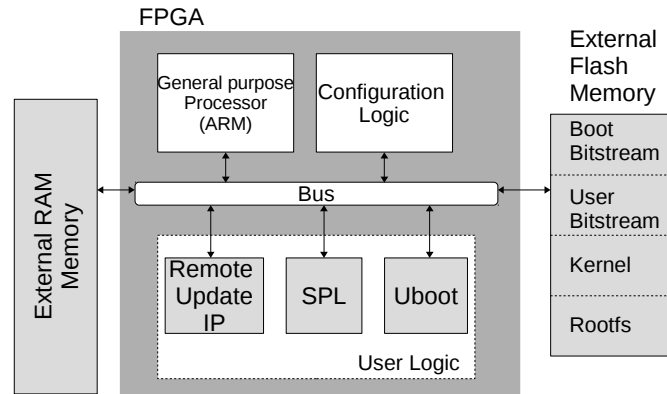 FPGA
General purpose
Processor
(ARM)
Configuration
Logic
External
Flash
Memory
External RAM
Memory
Boot
Bitstream
Bus
User
Bitstream
Remote
Update
IP
SPL
Uboot
Kernel
Rootfs
User Logic